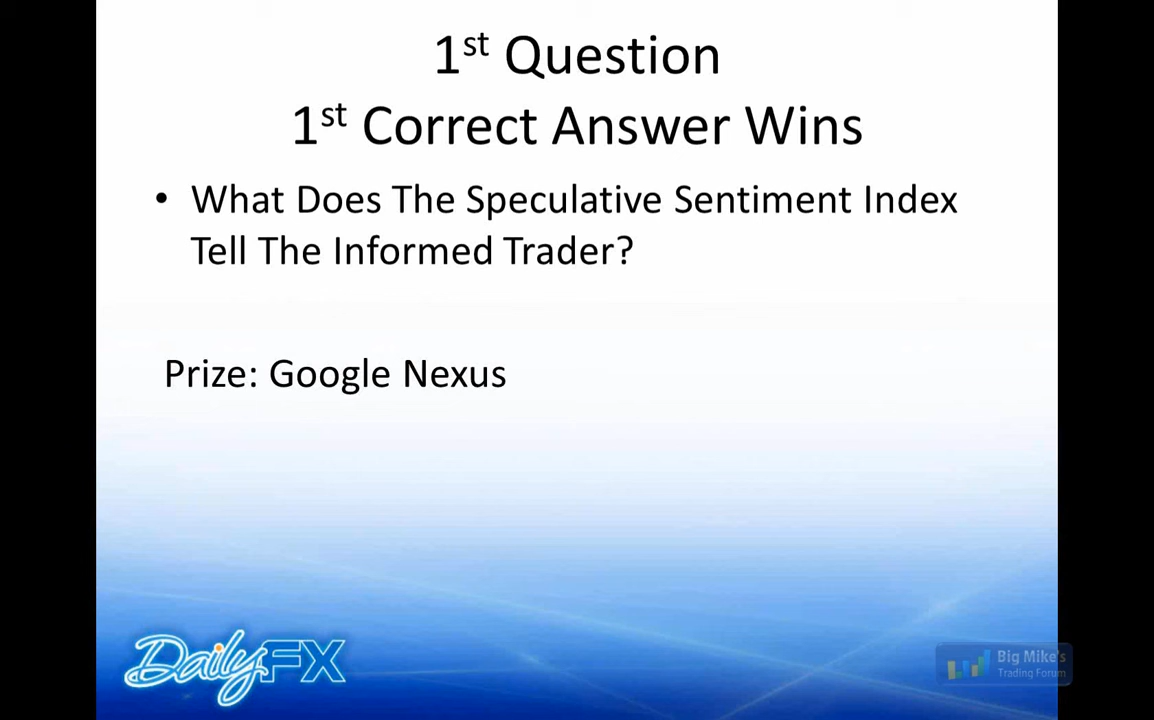 1st Question
1st Correct Answer Wins
• What Does The Speculative Sentiment Index
Tell The Informed Trader?
Prize: Google Nexus
DailyFX
Big Mike's
Trading Forum